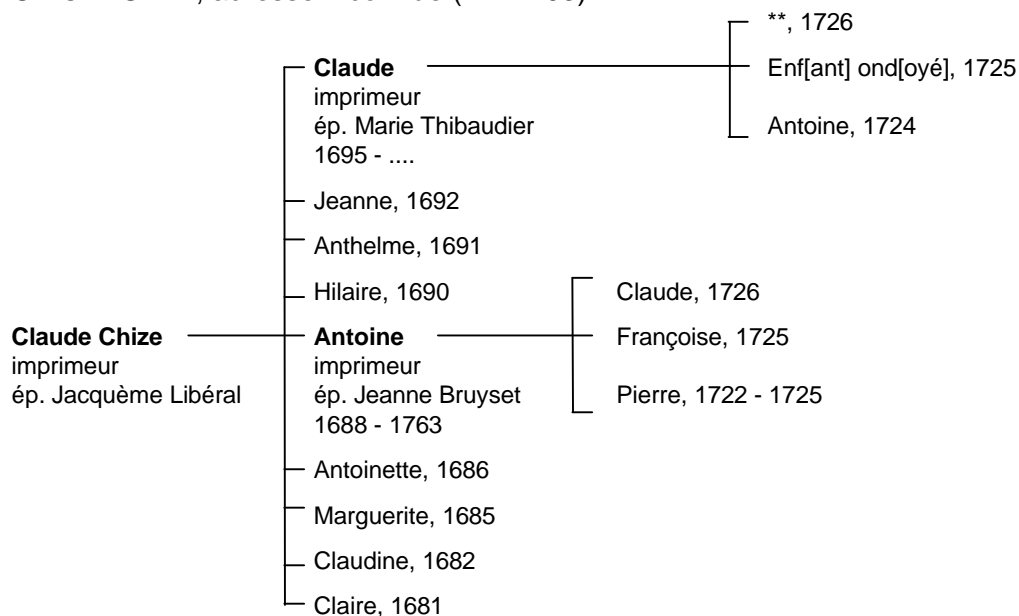 **, 1726
Claude
imprimeur
ép. Marie Thibaudier
1695 - ....
Enf[ant] ond[oyé], 1725
Antoine, 1724
Jeanne, 1692
Anthelme, 1691
Hilaire, 1690
Claude Chize
imprimeur
ép. Jacquème Libéral
Antoine
imprimeur
ép. Jeanne Bruyset
1688 - 1763
Claude, 1726
Françoise, 1725
Pierre, 1722 - 1725
Antoinette, 1686
Marguerite, 1685
Claudine, 1682
Claire, 1681